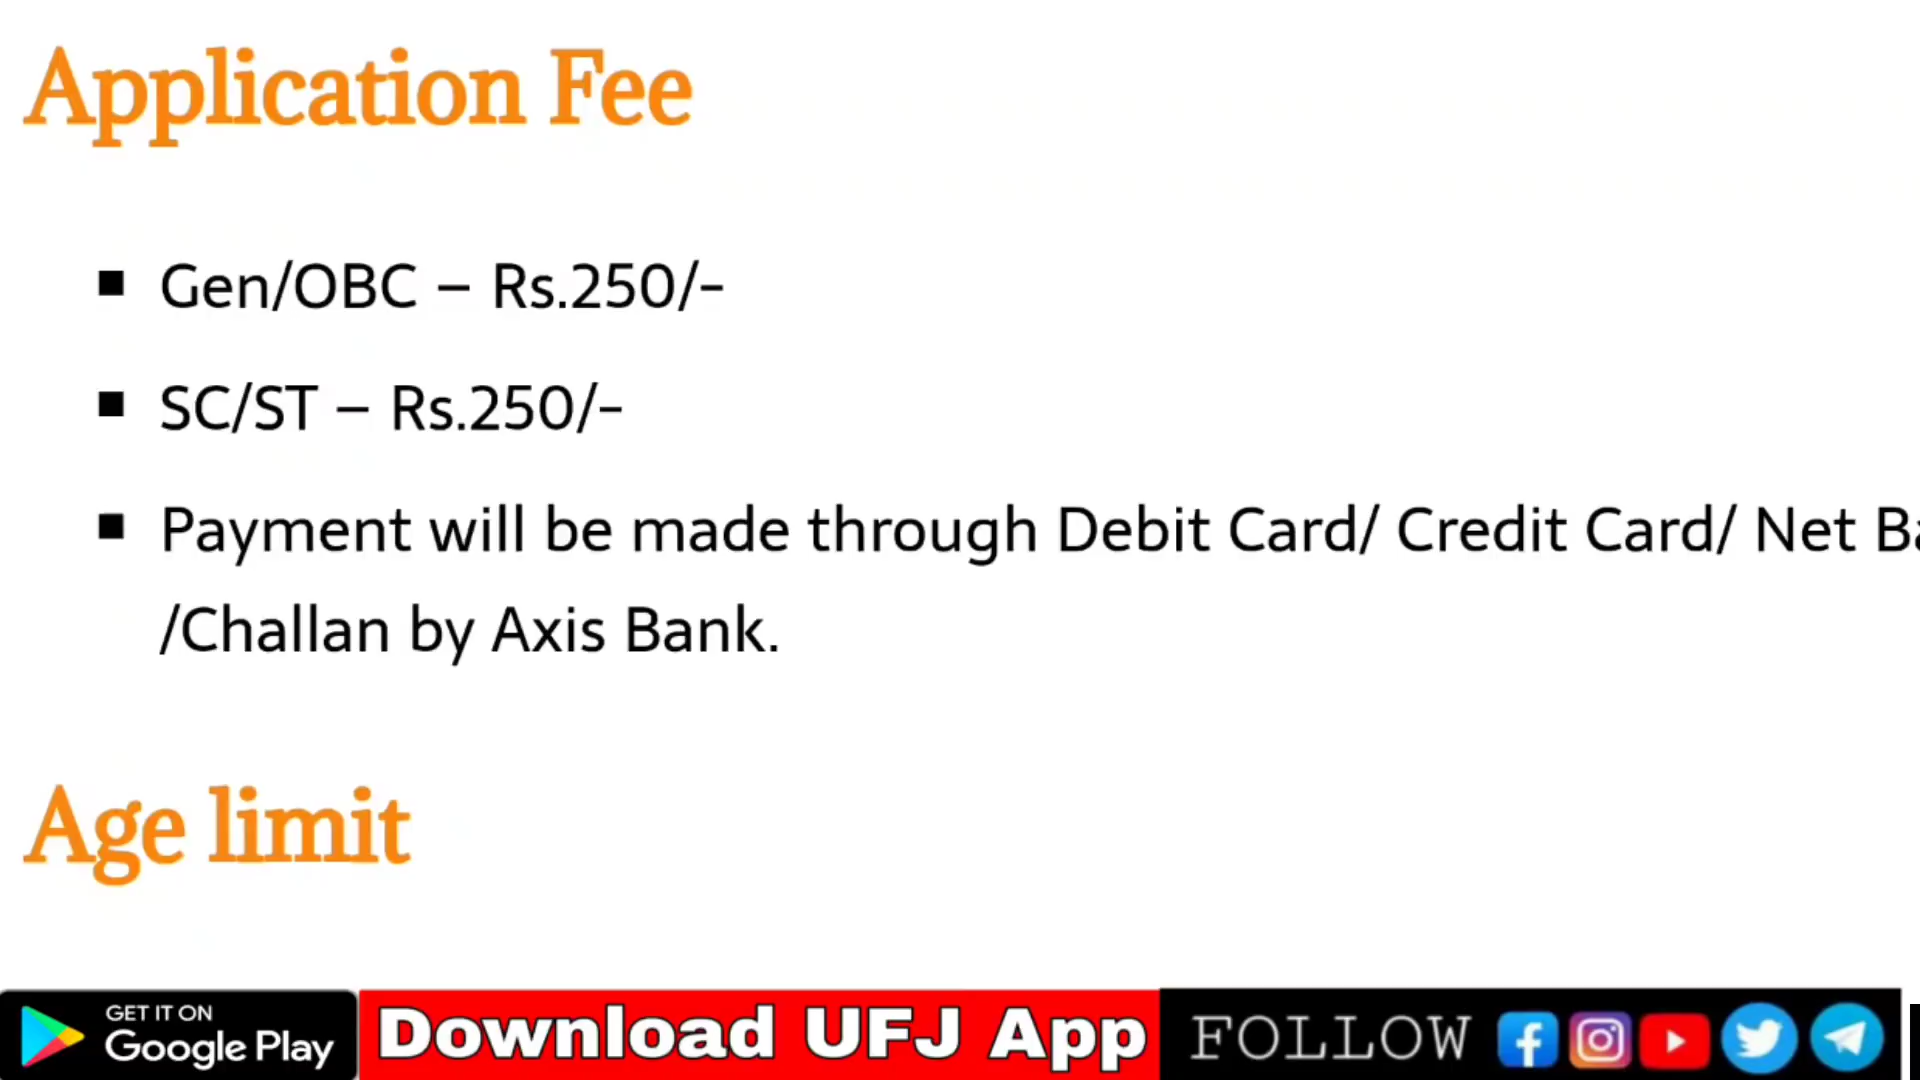 Application Fee
Gen/OBC – Rs.250/-
SC/ST – Rs.250/-
Payment will be made through Debit Card/ Credit Card/ Net
/Challan by Axis Bank.
Age limit
GET IT ON
Google Play
Download UFJ App
FOLLOW